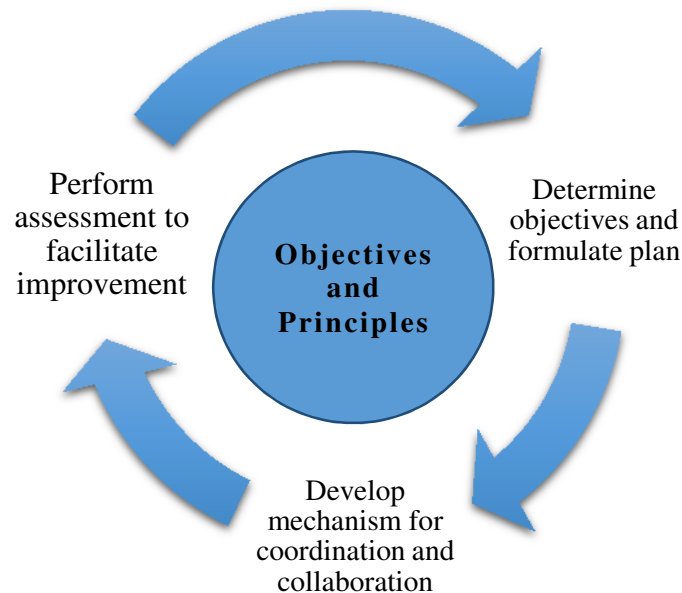 Perform
assessment to
facilitate
improvement
Objectives
and
Principles
Determine
objectives and
formulate plan
Develop
mechanism for
coordination and
collaboration